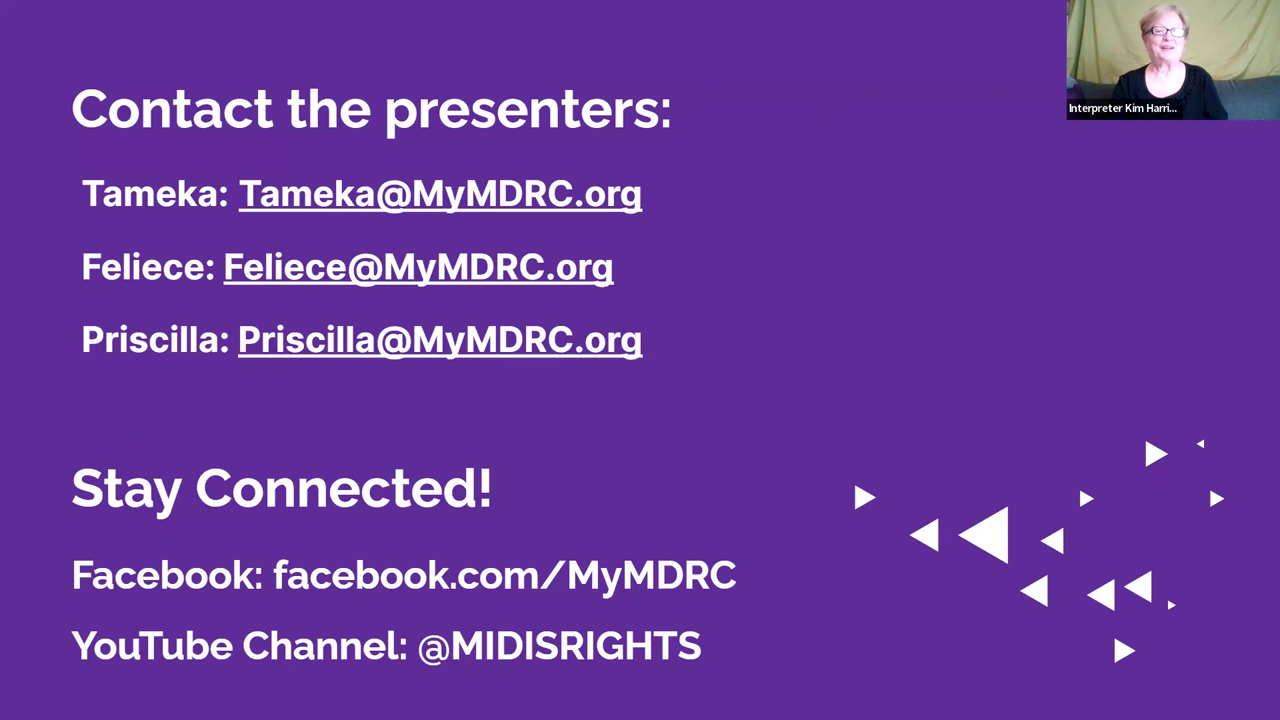 Contact the presenters:
Tameka: Tameka@MyMDRC.org
Feliece: Feliece@MyMDRC.org
Priscilla: Priscilla@MyMDRC.org
Stay Connected!
Facebook: facebook.com/MyMDRC
YouTube Channel: @MIDISRIGHTS
Interpreter Kim Harri...